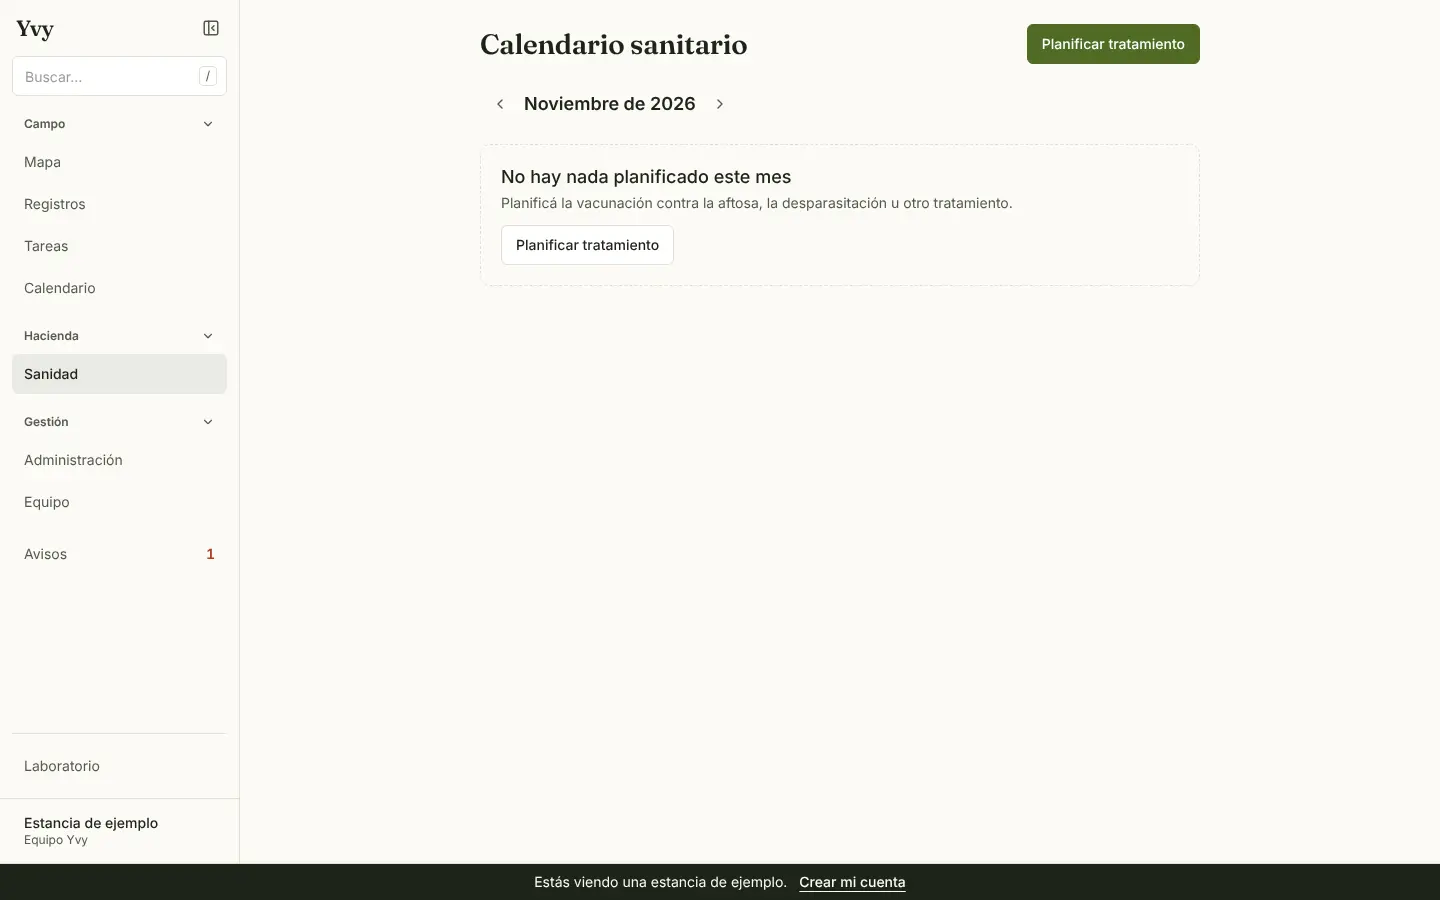 Yvy
Buscar...
/
Campo
Mapa
Registros
Tareas
Calendario
Hacienda
Sanidad
Gestión
Administración
Equipo
Avisos 1
Laboratorio
Estancia de ejemplo
Equipo Yvy
Calendario sanitario
Planificar tratamiento
Noviembre de 2026
No hay nada planificado este mes
Planificá la vacunación contra la aftosa, la desparasitación u otro tratamiento.
Planificar tratamiento
Estás viendo una estancia de ejemplo. Crear mi cuenta